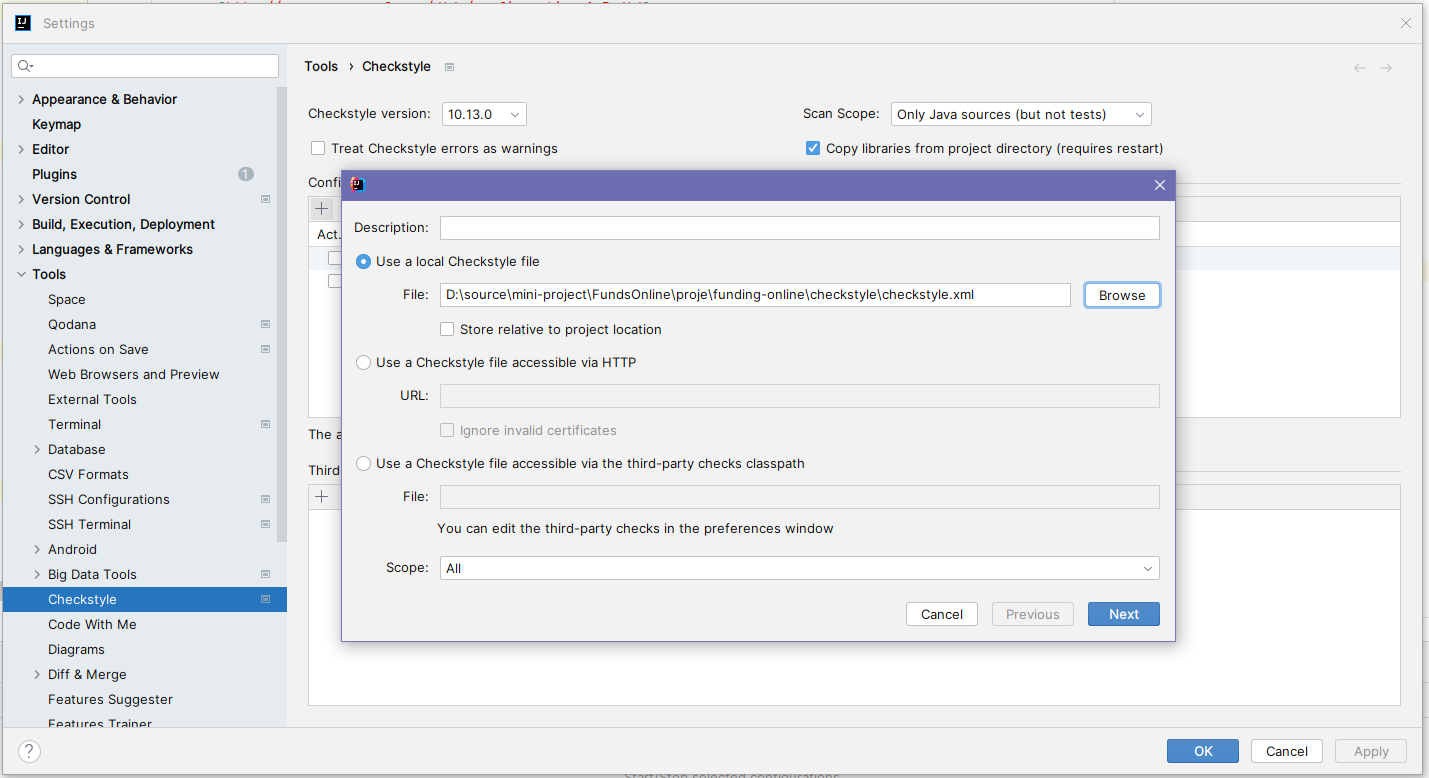 Settings
Appearance & Behavior
Keymap
Editor
Plugins 1
Version Control
Build, Execution, Deployment
Languages & Frameworks
Tools
Space
Qodana
Actions on Save
Web Browsers and Preview
External Tools
Terminal
Database
CSV Formats
SSH Configurations
SSH Terminal
Android
Big Data Tools
Checkstyle
Code With Me
Diagrams
Diff & Merge
Features Suggester
Features Trainer
Tools › Checkstyle
Checkstyle version: 10.13.0
Scan Scope: Only Java sources (but not tests)
Treat Checkstyle errors as warnings
Copy libraries from project directory (requires restart)
Confi
Act.
The a
Third
Description:
Use a local Checkstyle file
File: D:\source\mini-project\FundsOnline\proje\funding-online\checkstyle\checkstyle.xml Browse
Store relative to project location
Use a Checkstyle file accessible via HTTP
URL:
Ignore invalid certificates
Use a Checkstyle file accessible via the third-party checks classpath
File:
You can edit the third-party checks in the preferences window
Scope: All
Cancel Previous Next
? OK Cancel Apply
Start/Stop selected configurations